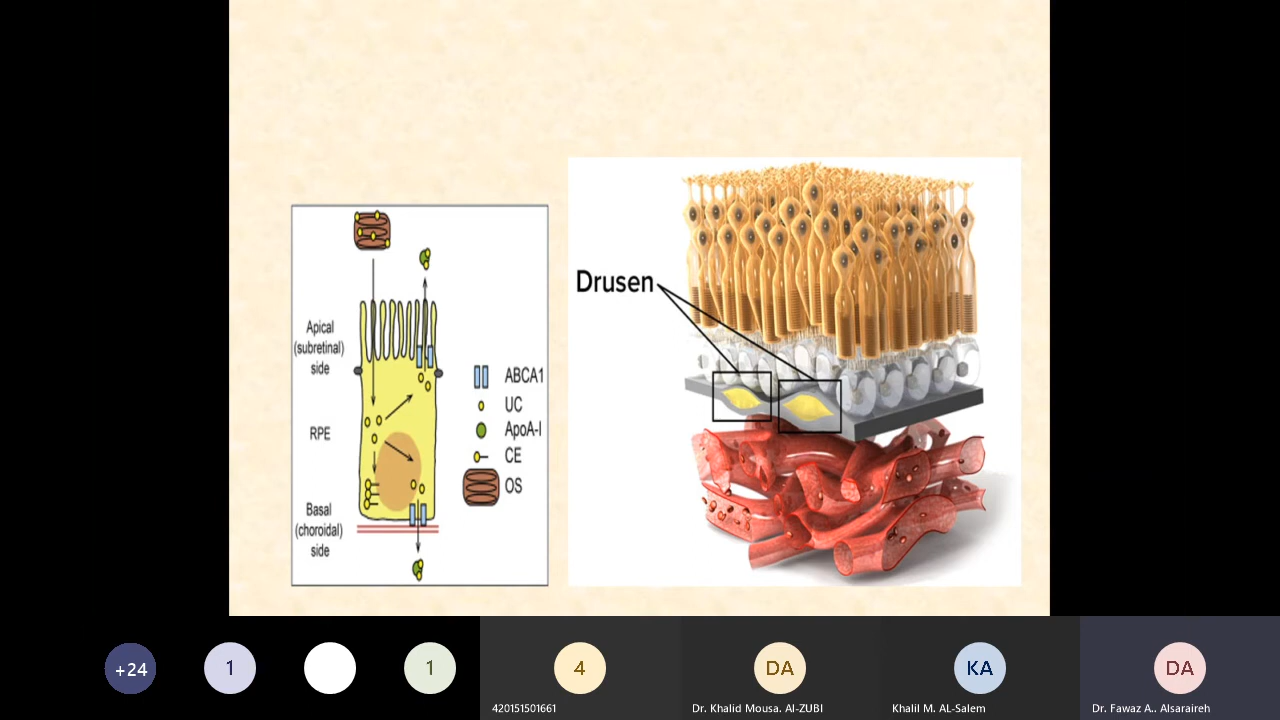 Drusen
Apical
(subretinal)
side
RPE
Basal
(choroidal)
side
ABCA1
UC
ApoA-I
CE
OS
+24
1
1
4
DA
KA
DA
420151501661
Dr. Khalid Mousa. Al-ZUBI
Khalil M. AL-Salem
Dr. Fawaz A.. Alsaraireh